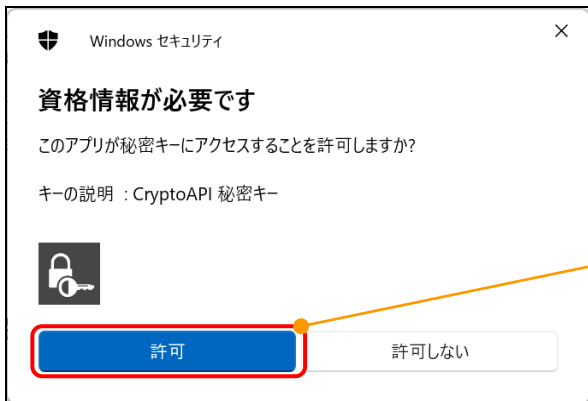 Windows セキュリティ
資格情報が必要です
このアプリが秘密キーにアクセスすることを許可しますか?
キーの説明 : CryptoAPI 秘密キー
許可
許可しない